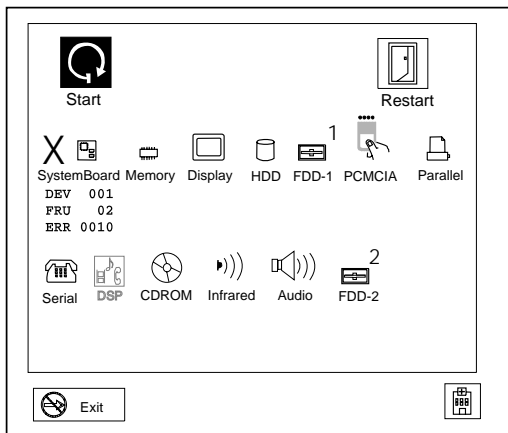 Start Restart
1
X
SystemBoard Memory Display HDD FDD-1 PCMCIA Parallel
DEV 001
FRU 02
ERR 0010
2
Serial DSP CDROM Infrared Audio FDD-2
Exit